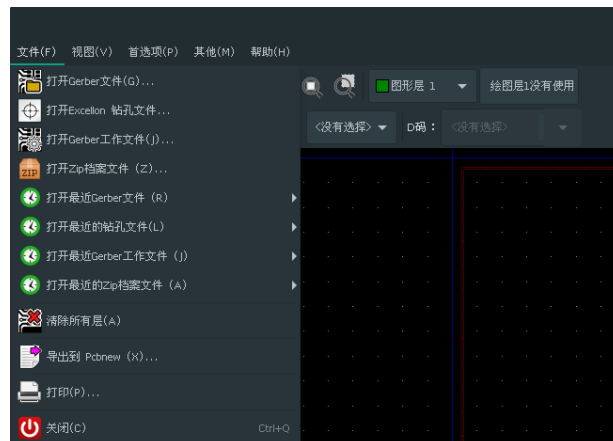 文件(F) 视图(V) 首选项(P) 其他(M) 帮助(H)
打开Gerber文件(G)...
打开Excellon 钻孔文件...
打开Gerber工作文件(J)...
打开Zip档案文件 (Z)...
ZIP
打开最近Gerber文件 (R)
打开最近的钻孔文件(L)
打开最近Gerber工作文件 (J)
打开最近的Zip档案文件 (A)
清除所有层(A)
导出到 Pcbnew (X)...
打印(P)...
关闭(C) Ctrl+Q
图形层 1 绘图层1没有使用
<没有选择> D码： <没有选择>